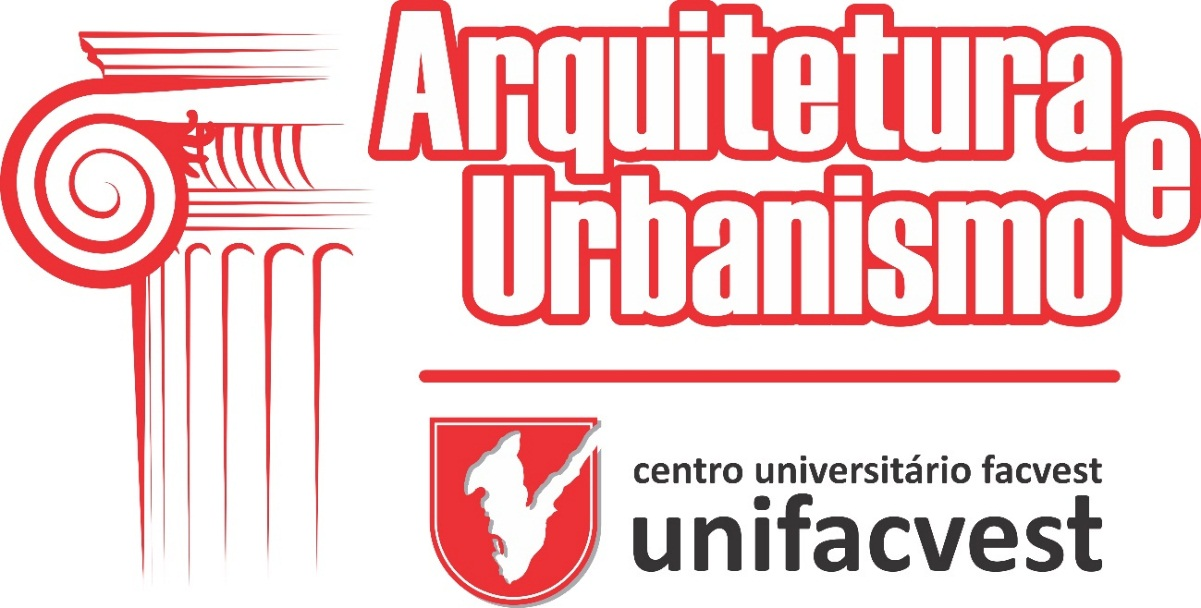 Arquitetura e
Urbanismo
centro universitário facvest
unifacvest